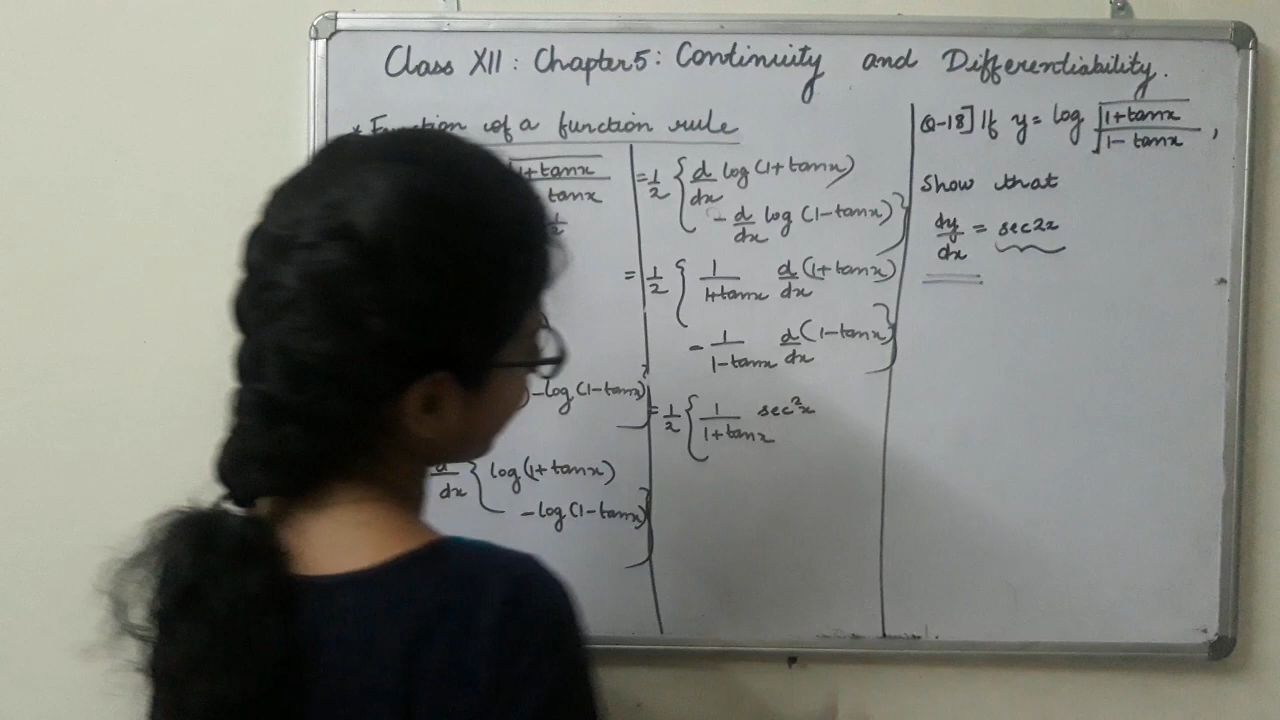 Class XII : Chapter 5 : Continuity and Differentiability.
* Function of a function rule
√1+tanx
tanx
1/2
) - log (1 - tanx) }
d/dx { log (1 + tanx)
- log (1 - tanx) }
= 1/2 { d/dx log (1 + tanx)
- d/dx log (1 - tanx) }
= 1/2 { 1/1+tanx d/dx (1 + tanx)
- 1/1-tanx d/dx (1 - tanx) }
= 1/2 { 1/1+tanx sec²x
Q-18] If y = log √1+tanx/1-tanx ,
Show that
dy/dx = sec2x